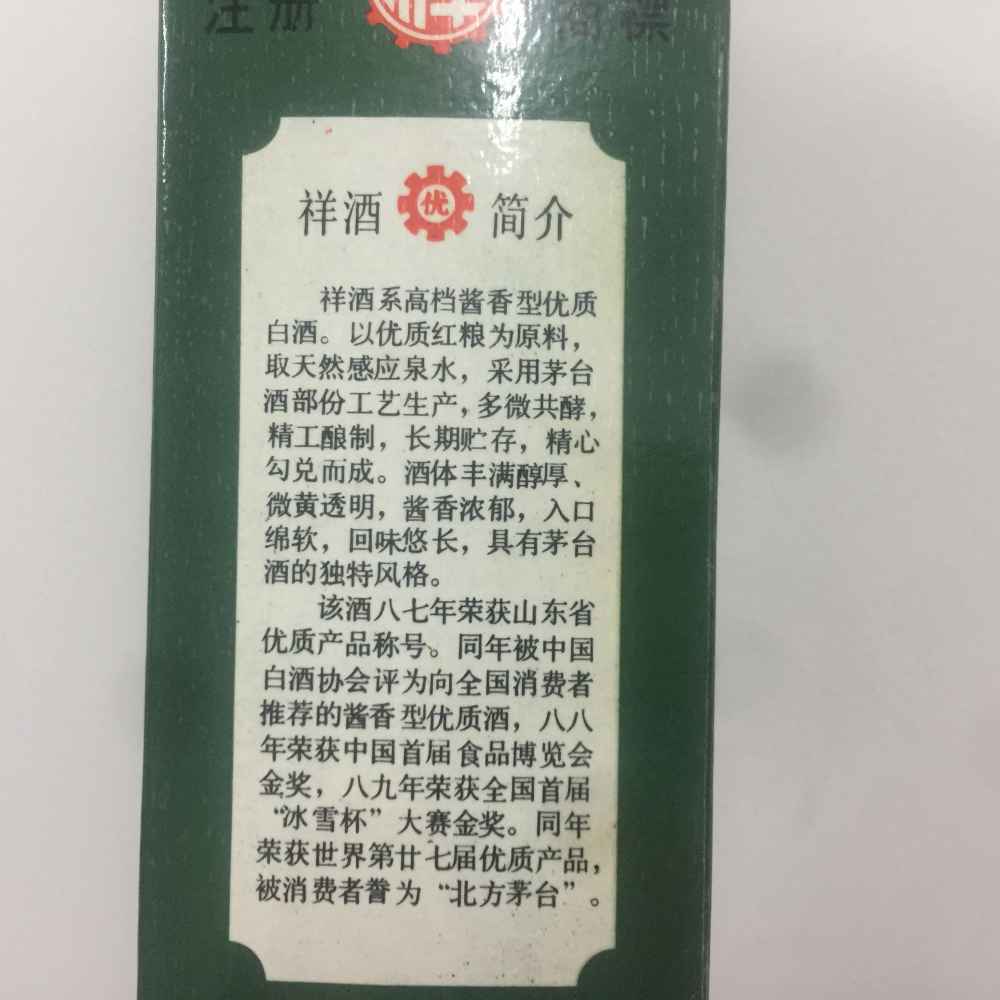 注册 祥 商标
祥酒 优 简介
祥酒系高档酱香型优质
白酒。以优质红粮为原料，
取天然感应泉水，采用茅台
酒部份工艺生产，多微共酵，
精工酿制，长期贮存，精心
勾兑而成。酒体丰满醇厚、
微黄透明，酱香浓郁，入口
绵软，回味悠长，具有茅台
酒的独特风格。
该酒八七年荣获山东省
优质产品称号。同年被中国
白酒协会评为向全国消费者
推荐的酱香型优质酒，八八
年荣获中国首届食品博览会
金奖，八九年荣获全国首届
“冰雪杯”大赛金奖。同年
荣获世界第廿七届优质产品，
被消费者誉为“北方茅台”。